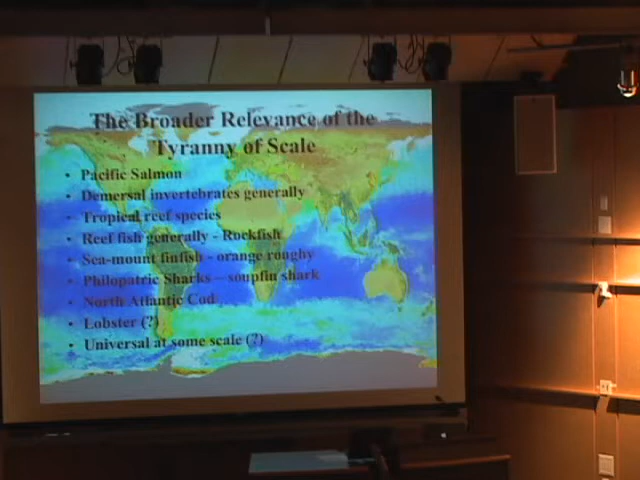 The Broader Relevance of the
Tyranny of Scale
• Pacific Salmon
• Demersal invertebrates generally
• Tropical reef species
• Reef fish generally - Rockfish
• Sea-mount finfish - orange roughy
• Philopatric Sharks – soupfin shark
• North Atlantic Cod
• Lobster (?)
• Universal at some scale (?)